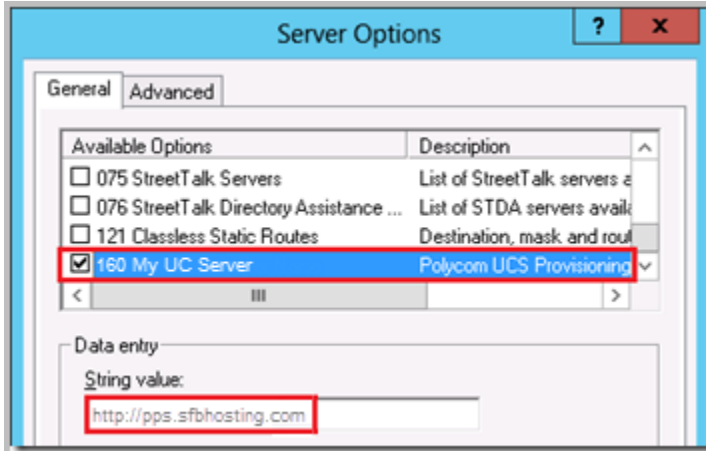 Server Options
? x
General Advanced
Available Options Description
075 StreetTalk Servers List of StreetTalk servers a
076 StreetTalk Directory Assistance ... List of STDA servers availa
121 Classless Static Routes Destination, mask and rout
160 My UC Server Polycom UCS Provisioning
Data entry
String value:
http://pps.sfbhosting.com